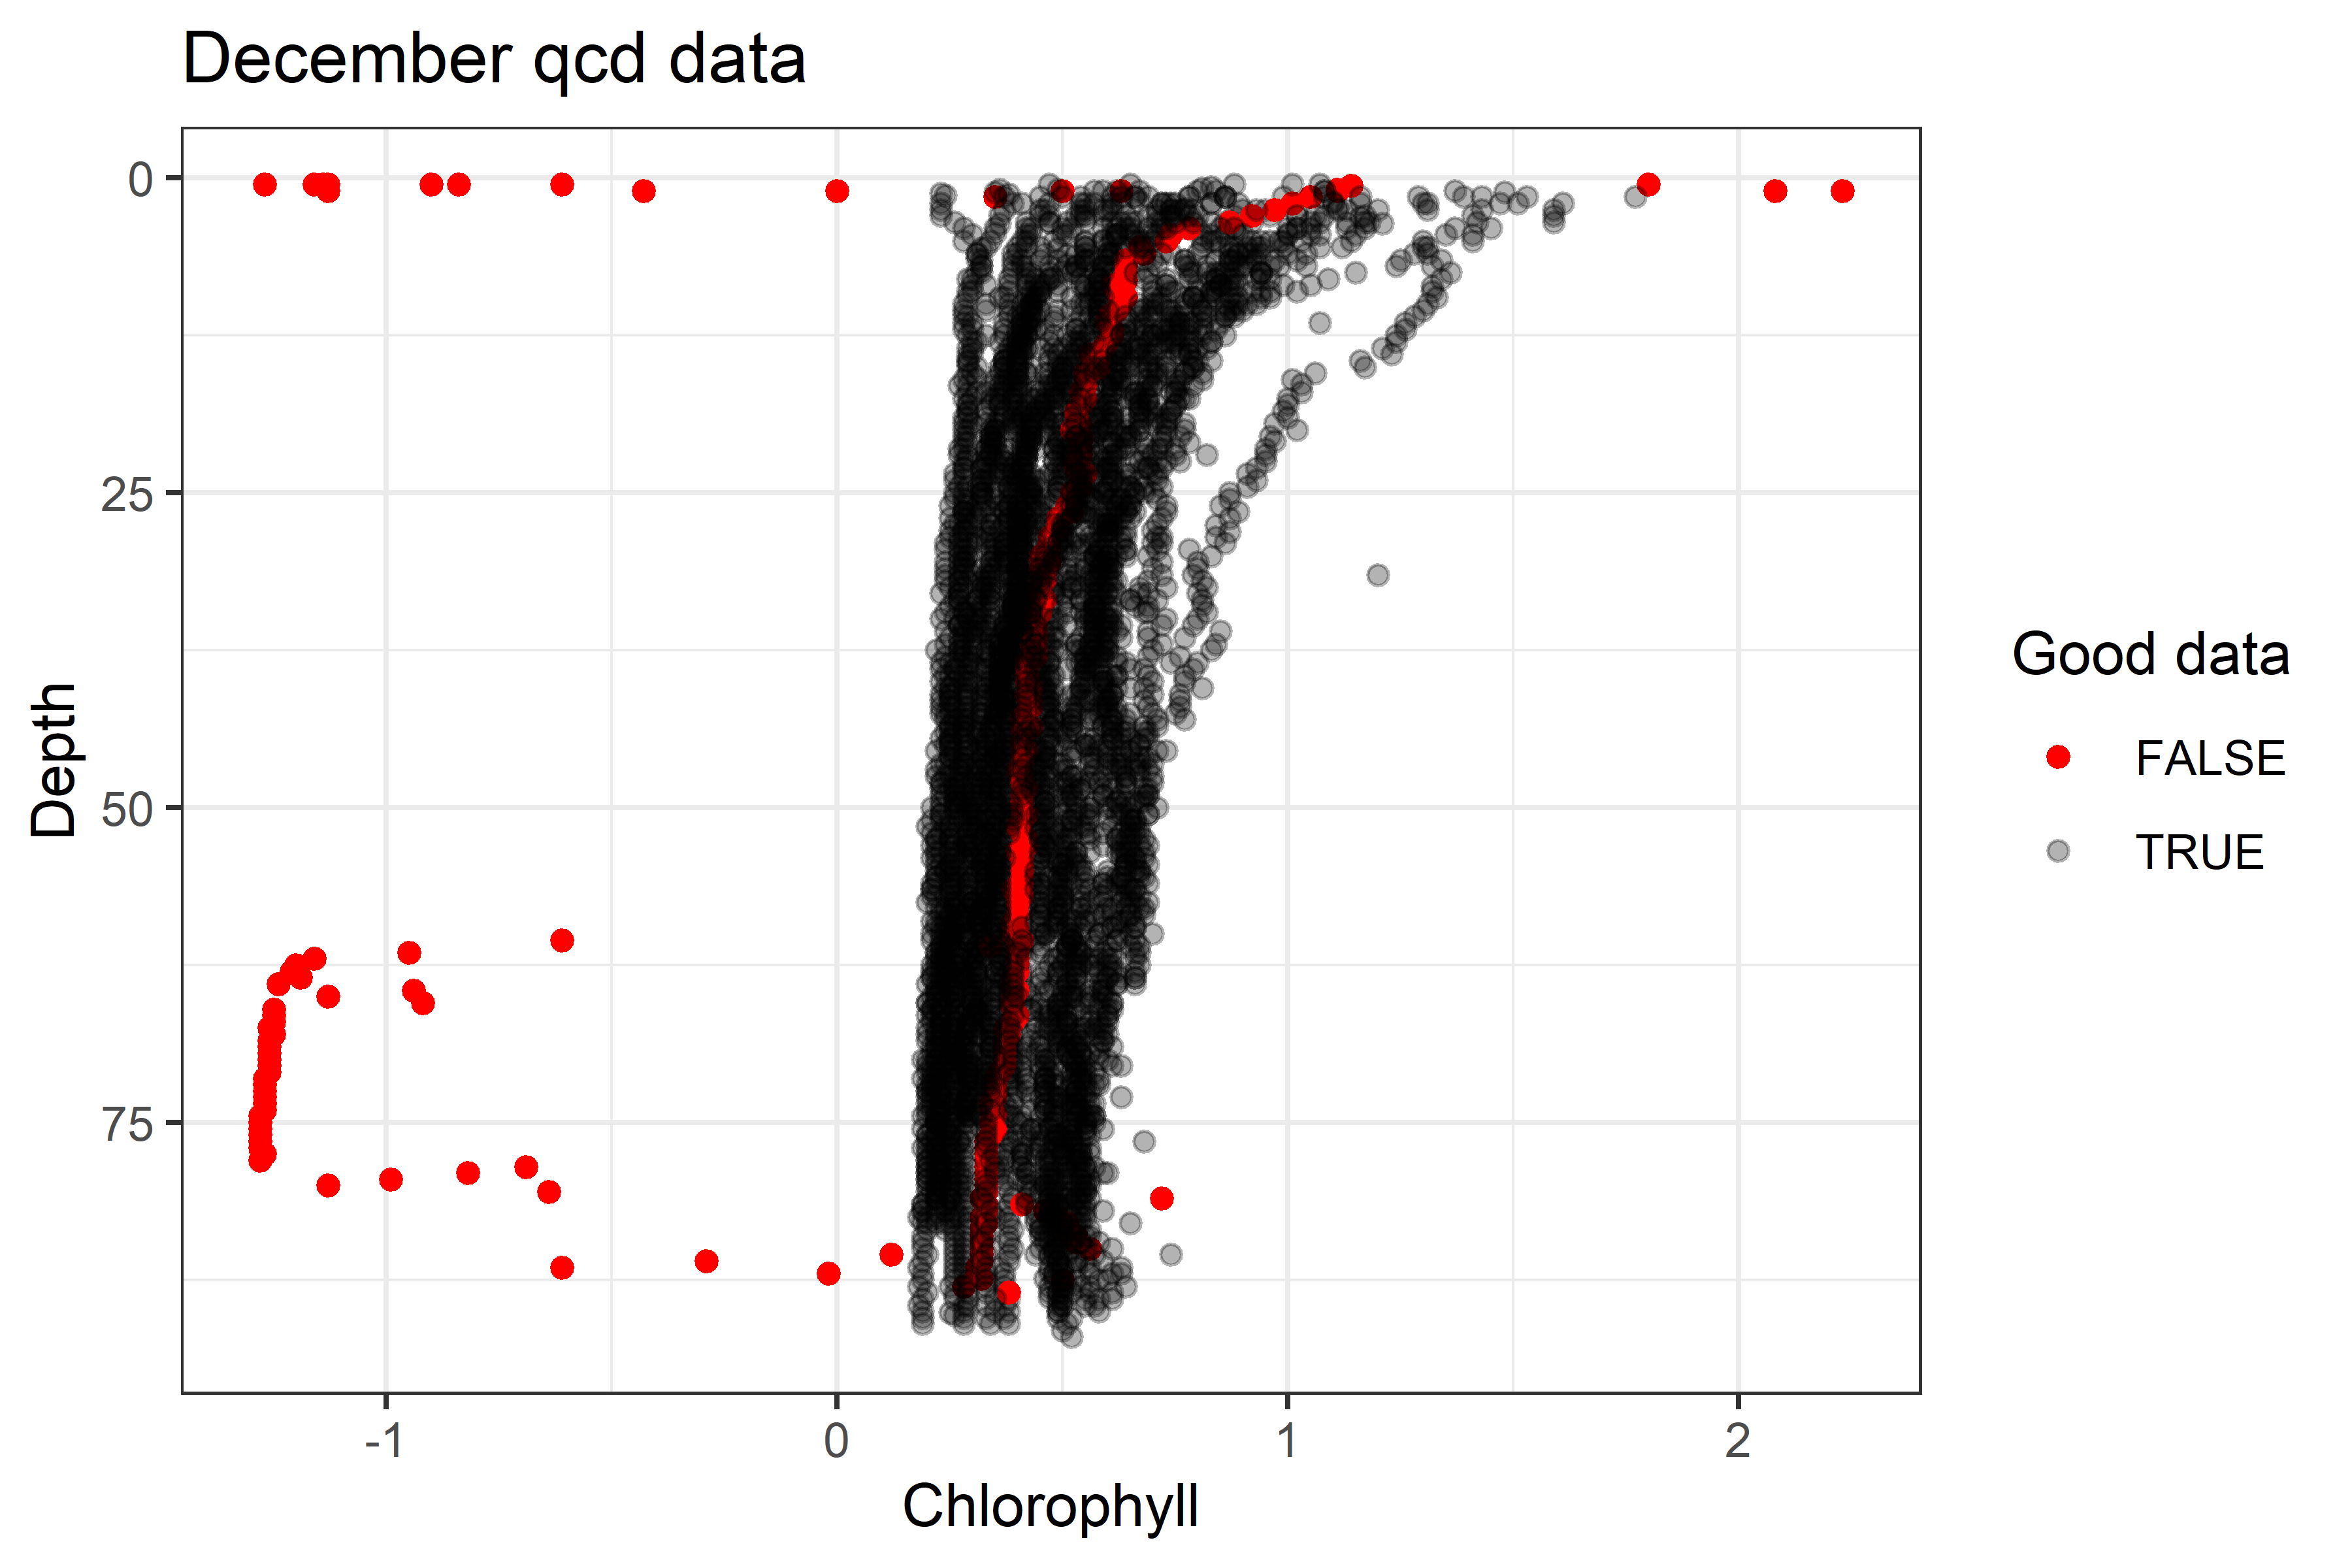 December qcd data
0
25
50
75
Depth
-1
0
1
2
Chlorophyll
Good data
FALSE
TRUE